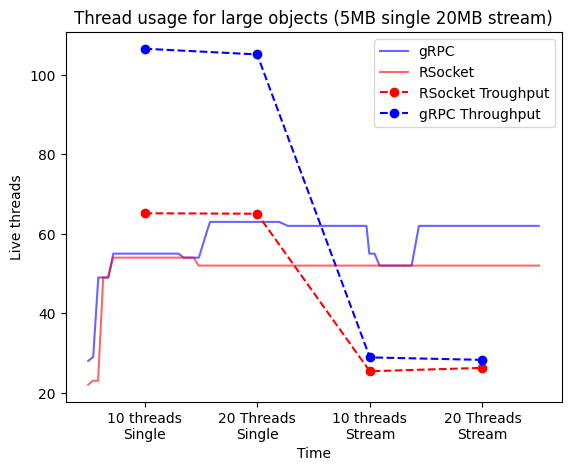 Thread usage for large objects (5MB single 20MB stream)
gRPC
RSocket
RSocket Troughput
gRPC Throughput
Live threads
100
80
60
40
20
10 threads
Single
20 Threads
Single
10 threads
Stream
20 Threads
Stream
Time